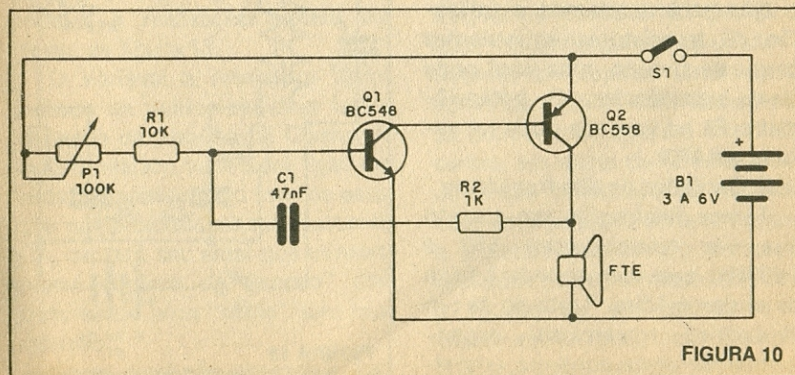 S1
Q1
BC548
Q2
BC558
R1
10K
P1
100K
C1
47nF
R2
1K
+
B1
3 A 6V
FTE
FIGURA 10